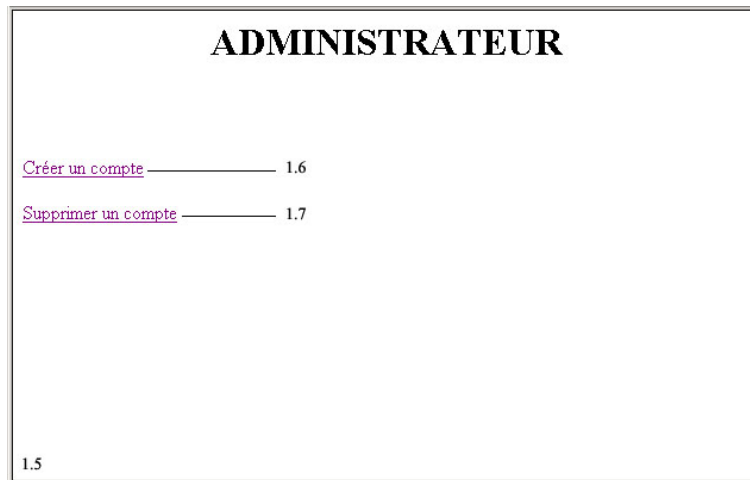 ADMINISTRATEUR
Créer un compte 1.6
Supprimer un compte 1.7
1.5